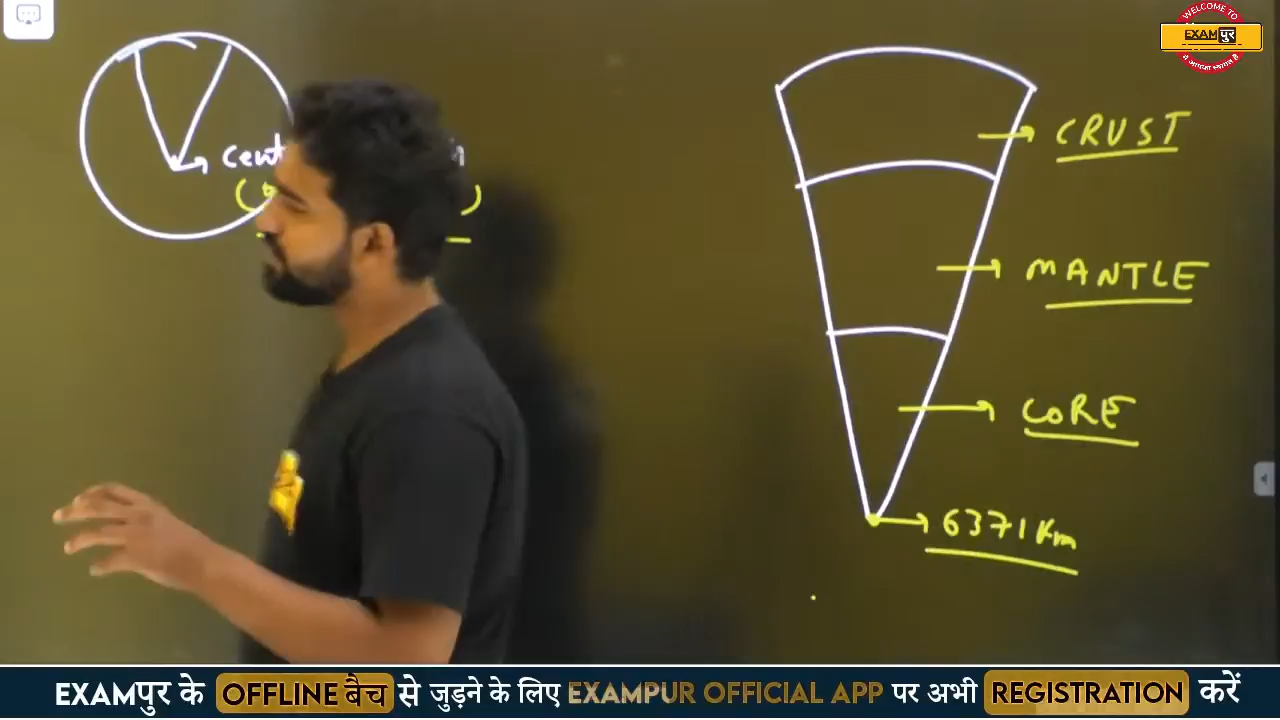 WELCOME TO
EXAMपुर
CRUST
MANTLE
CORE
6371 Km
EXAMपुर के OFFLINE बैच से जुड़ने के लिए EXAMPUR OFFICIAL APP पर अभी REGISTRATION करें